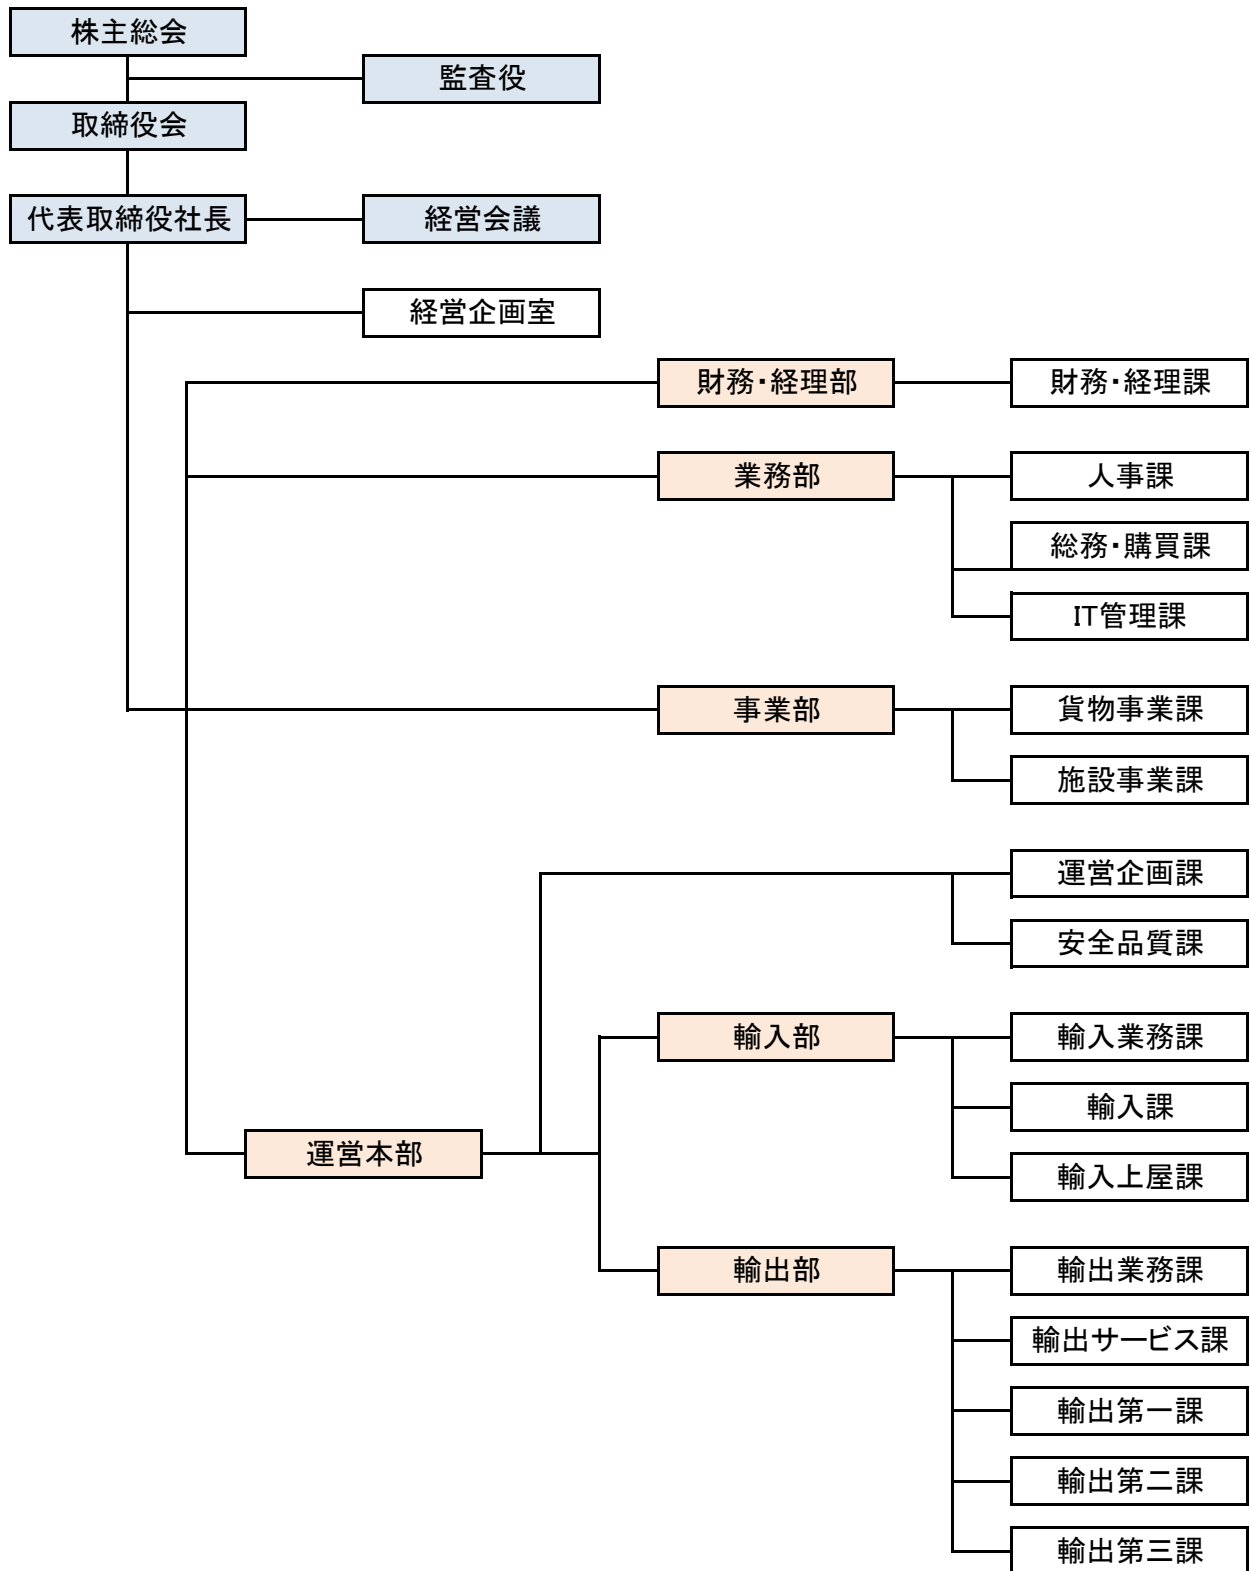 株主総会
監査役
取締役会
代表取締役社長
経営会議
経営企画室
財務・経理部
財務・経理課
業務部
人事課
総務・購買課
IT管理課
事業部
貨物事業課
施設事業課
運営企画課
安全品質課
輸入部
輸入業務課
輸入課
運営本部
輸入上屋課
輸出部
輸出業務課
輸出サービス課
輸出第一課
輸出第二課
輸出第三課